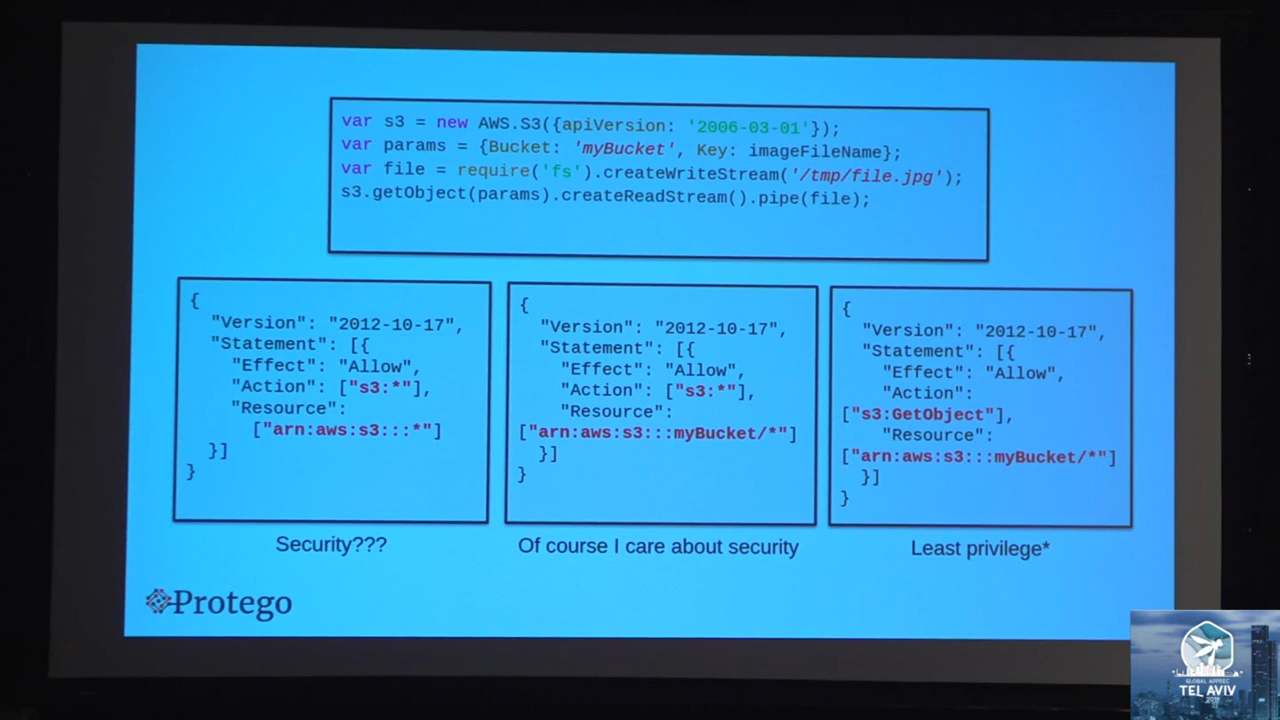 var s3 = new AWS.S3({apiVersion: '2006-03-01'});
var params = {Bucket: 'myBucket', Key: imageFileName};
var file = require('fs').createWriteStream('/tmp/file.jpg');
s3.getObject(params).createReadStream().pipe(file);
{
"Version": "2012-10-17",
"Statement": [{
"Effect": "Allow",
"Action": ["s3:*"],
"Resource":
["arn:aws:s3:::*"]
}]
}
Security???
{
"Version": "2012-10-17",
"Statement": [{
"Effect": "Allow",
"Action": ["s3:*"],
"Resource":
["arn:aws:s3:::myBucket/*"]
}]
}
Of course I care about security
{
"Version": "2012-10-17",
"Statement": [{
"Effect": "Allow",
"Action":
["s3:GetObject"],
"Resource":
["arn:aws:s3:::myBucket/*"]
}]
}
Least privilege*
Protego
GLOBAL APPSEC
TEL AVIV